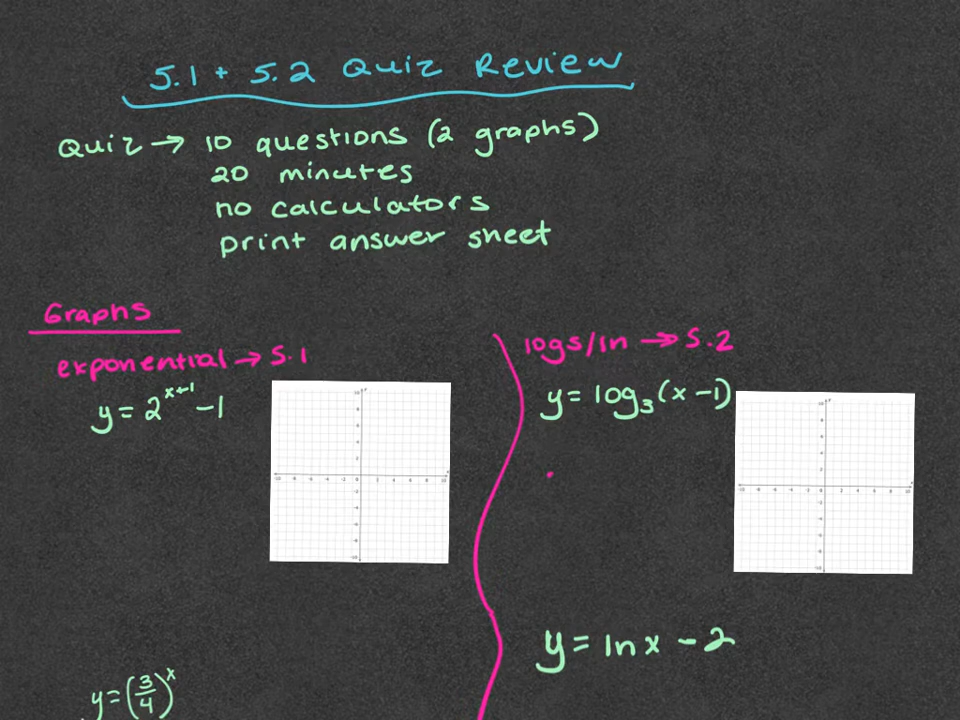 5.1 + 5.2 Quiz Review
Quiz → 10 questions (2 graphs)
20 minutes
no calculators
print answer sheet
Graphs
exponential → 5.1
y = 2^{x+1} - 1
y = (3/4)^x
logs/ln → 5.2
y = log₃(x - 1)
y = ln x - 2